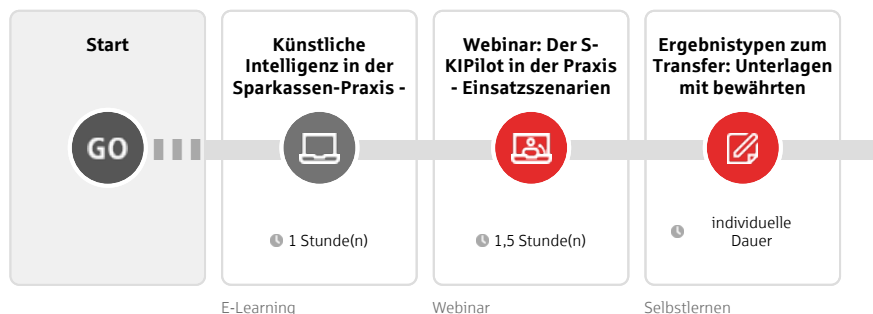 Start
GO
Künstliche
Intelligenz in der
Sparkassen-Praxis -
1 Stunde(n)
E-Learning
Webinar: Der S-
KIPilot in der Praxis
- Einsatzszenarien
1,5 Stunde(n)
Webinar
Ergebnistypen zum
Transfer: Unterlagen
mit bewährten
individuelle
Dauer
Selbstlernen